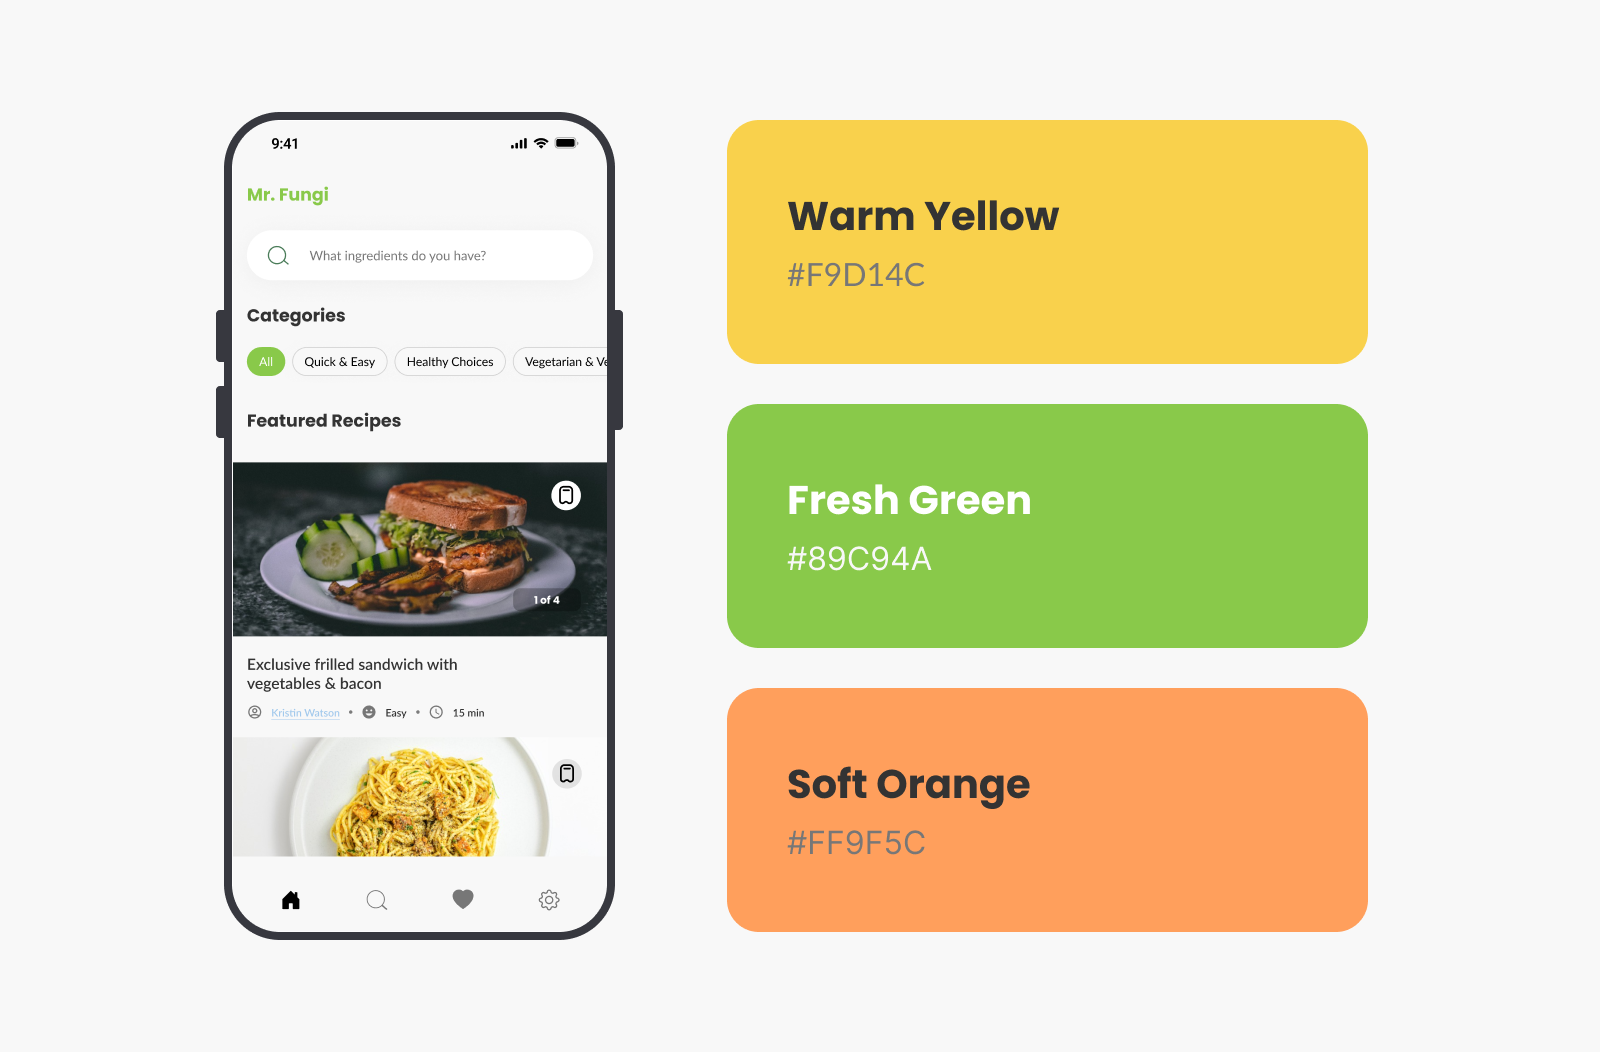 9:41
Mr. Fungi
What ingredients do you have?
Categories
All
Quick & Easy
Healthy Choices
Vegetarian & Ve
Featured Recipes
1 of 4
Exclusive frilled sandwich with
vegetables & bacon
Kristin Watson • Easy • 15 min
Warm Yellow
#F9D14C
Fresh Green
#89C94A
Soft Orange
#FF9F5C